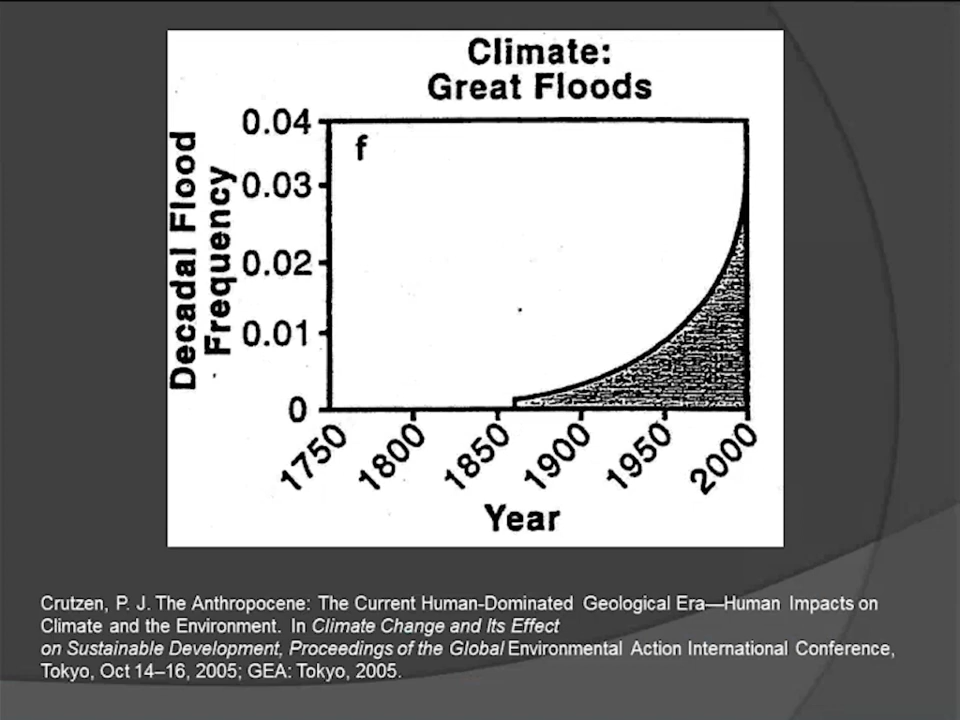 Climate:
Great Floods
Decadal Flood
Frequency
0.04
0.03
0.02
0.01
0
f
1750
1800
1850
1900
1950
2000
Year
Crutzen, P. J. The Anthropocene: The Current Human-Dominated Geological Era—Human Impacts on
Climate and the Environment. In Climate Change and Its Effect
on Sustainable Development, Proceedings of the Global Environmental Action International Conference,
Tokyo, Oct 14–16, 2005; GEA: Tokyo, 2005.